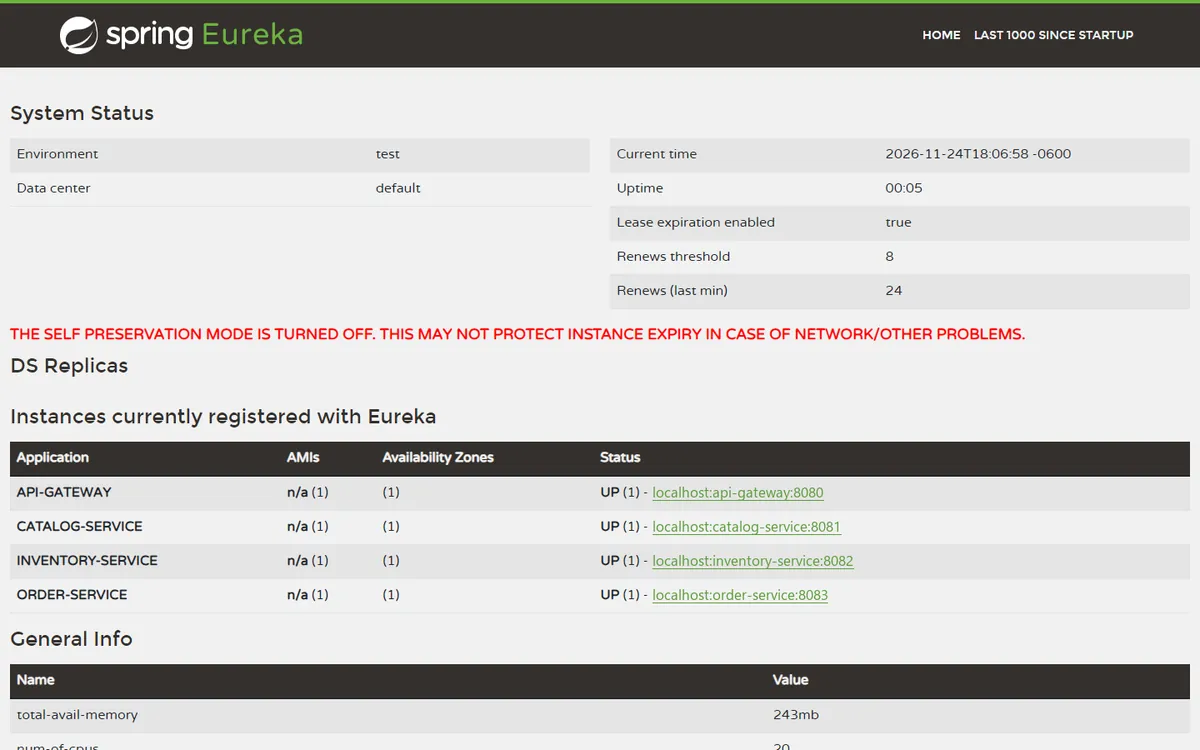 spring Eureka
HOME LAST 1000 SINCE STARTUP
System Status
Environment test
Data center default
Current time 2026-11-24T18:06:58 -0600
Uptime 00:05
Lease expiration enabled true
Renews threshold 8
Renews (last min) 24
THE SELF PRESERVATION MODE IS TURNED OFF. THIS MAY NOT PROTECT INSTANCE EXPIRY IN CASE OF NETWORK/OTHER PROBLEMS.
DS Replicas
Instances currently registered with Eureka
Application AMIs Availability Zones Status
API-GATEWAY n/a (1) (1) UP (1) - localhost:api-gateway:8080
CATALOG-SERVICE n/a (1) (1) UP (1) - localhost:catalog-service:8081
INVENTORY-SERVICE n/a (1) (1) UP (1) - localhost:inventory-service:8082
ORDER-SERVICE n/a (1) (1) UP (1) - localhost:order-service:8083
General Info
Name Value
total-avail-memory 243mb
num-of-cpus 20